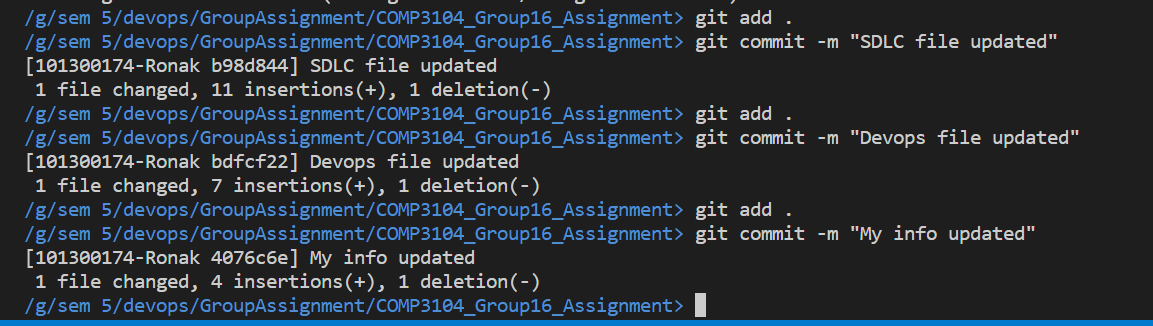 /g/sem 5/devops/GroupAssignment/COMP3104_Group16_Assignment> git add .
/g/sem 5/devops/GroupAssignment/COMP3104_Group16_Assignment> git commit -m "SDLC file updated"
[101300174-Ronak b98d844] SDLC file updated
 1 file changed, 11 insertions(+), 1 deletion(-)
/g/sem 5/devops/GroupAssignment/COMP3104_Group16_Assignment> git add .
/g/sem 5/devops/GroupAssignment/COMP3104_Group16_Assignment> git commit -m "Devops file updated"
[101300174-Ronak bdfcf22] Devops file updated
 1 file changed, 7 insertions(+), 1 deletion(-)
/g/sem 5/devops/GroupAssignment/COMP3104_Group16_Assignment> git add .
/g/sem 5/devops/GroupAssignment/COMP3104_Group16_Assignment> git commit -m "My info updated"
[101300174-Ronak 4076c6e] My info updated
 1 file changed, 4 insertions(+), 1 deletion(-)
/g/sem 5/devops/GroupAssignment/COMP3104_Group16_Assignment>